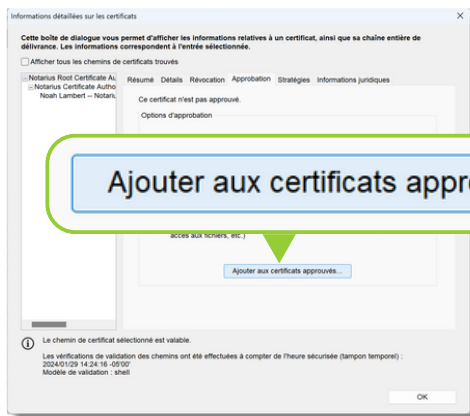 Informations détaillées sur les certificats
Cette boîte de dialogue vous permet d'afficher les informations relatives à un certificat, ainsi que sa chaîne entière de
délivrance. Les informations correspondent à l'entrée sélectionnée.
Afficher tous les chemins de certificats trouvés
Notarius Root Certificate Au
Notarius Certificate Autho
Noah Lambert -- Notariu
Résumé Détails Révocation Approbation Stratégies Informations juridiques
Ce certificat n'est pas approuvé.
Options d'approbation
Ajouter aux certificats appr
accès aux fichiers, etc.)
Ajouter aux certificats approuvés...
Le chemin de certificat sélectionné est valable.
Les vérifications de validation des chemins ont été effectuées à compter de l'heure sécurisée (tampon temporel) :
2024/01/29 14:24:16 -05'00'
Modèle de validation : shell
OK